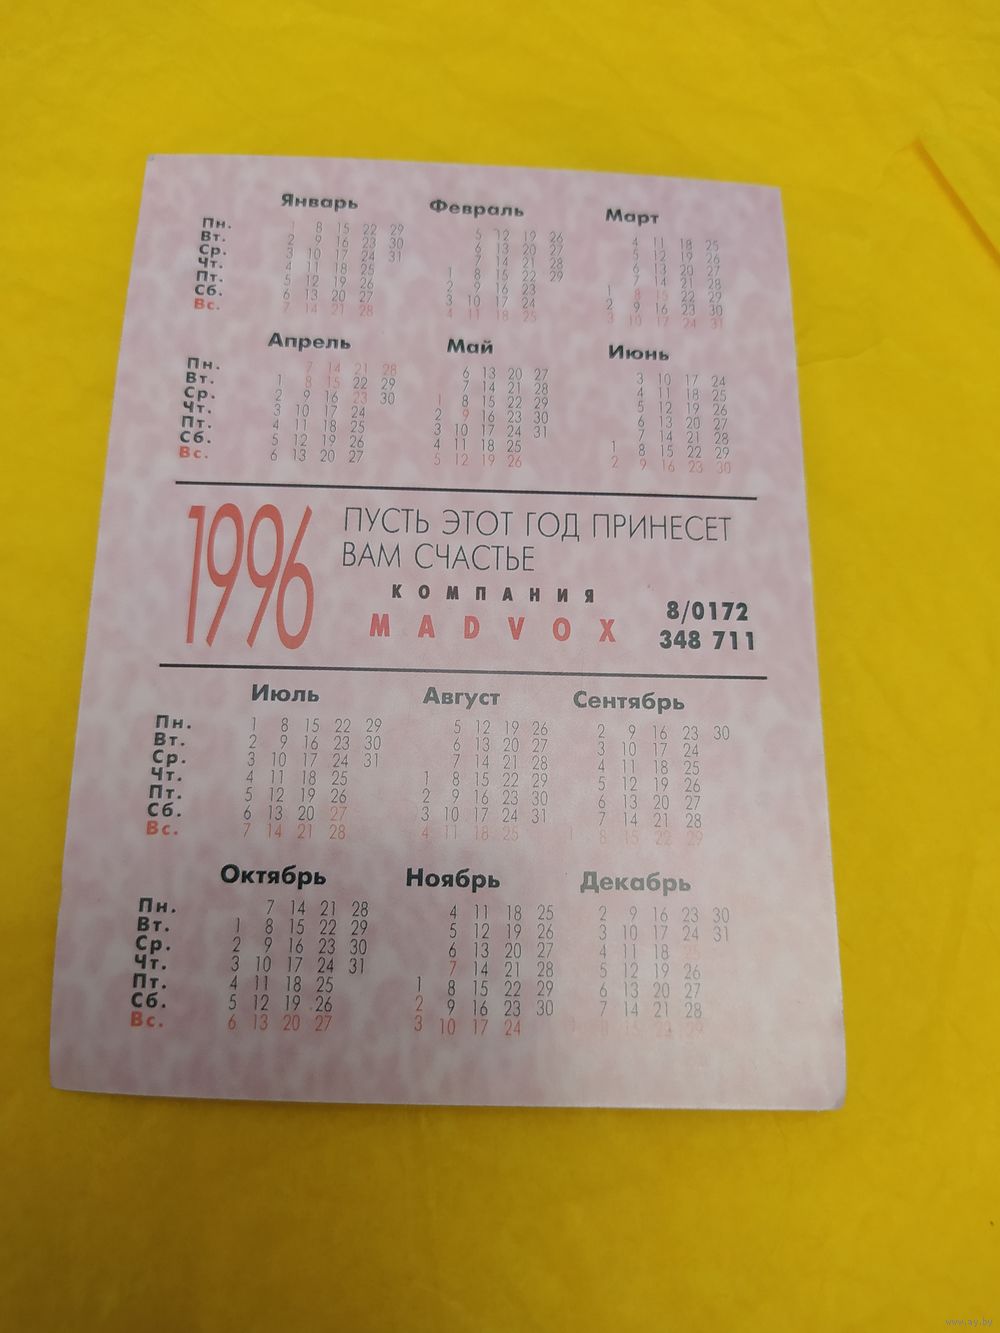 Январь Февраль Март
Пн. 1 8 15 22 29 5 12 19 26 4 11 18 25
Вт. 2 9 16 23 30 6 13 20 27 5 12 19 26
Ср. 3 10 17 24 31 7 14 21 28 6 13 20 27
Чт. 4 11 18 25 1 8 15 22 29 7 14 21 28
Пт. 5 12 19 26 2 9 16 23 1 8 15 22 29
Сб. 6 13 20 27 3 10 17 24 2 9 16 23 30
Вс. 7 14 21 28 4 11 18 25 3 10 17 24 31
Апрель Май Июнь
Пн. 7 14 21 28 6 13 20 27 3 10 17 24
Вт. 1 8 15 22 29 7 14 21 28 4 11 18 25
Ср. 2 9 16 23 30 1 8 15 22 29 5 12 19 26
Чт. 3 10 17 24 2 9 16 23 30 6 13 20 27
Пт. 4 11 18 25 3 10 17 24 31 7 14 21 28
Сб. 5 12 19 26 4 11 18 25 1 8 15 22 29
Вс. 6 13 20 27 5 12 19 26 2 9 16 23 30
1996
ПУСТЬ ЭТОТ ГОД ПРИНЕСЕТ
ВАМ СЧАСТЬЕ
КОМПАНИЯ
MADVOX
8/0172
348 711
Июль Август Сентябрь
Пн. 1 8 15 22 29 5 12 19 26 2 9 16 23 30
Вт. 2 9 16 23 30 6 13 20 27 3 10 17 24
Ср. 3 10 17 24 31 7 14 21 28 4 11 18 25
Чт. 4 11 18 25 1 8 15 22 29 5 12 19 26
Пт. 5 12 19 26 2 9 16 23 30 6 13 20 27
Сб. 6 13 20 27 3 10 17 24 31 7 14 21 28
Вс. 7 14 21 28 4 11 18 25 1 8 15 22 29
Октябрь Ноябрь Декабрь
Пн. 7 14 21 28 4 11 18 25 2 9 16 23 30
Вт. 1 8 15 22 29 5 12 19 26 3 10 17 24 31
Ср. 2 9 16 23 30 6 13 20 27 4 11 18 25
Чт. 3 10 17 24 31 7 14 21 28 5 12 19 26
Пт. 4 11 18 25 1 8 15 22 29 6 13 20 27
Сб. 5 12 19 26 2 9 16 23 30 7 14 21 28
Вс. 6 13 20 27 3 10 17 24 8 15 22 29
www.ay.by